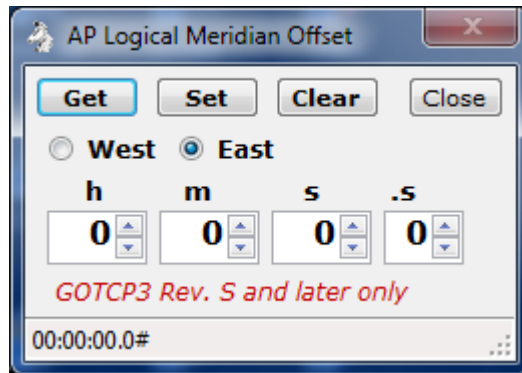 AP Logical Meridian Offset
Get Set Clear Close
West East
h m s .s
0 0 0 0
GOTCP3 Rev. S and later only
00:00:00.0#